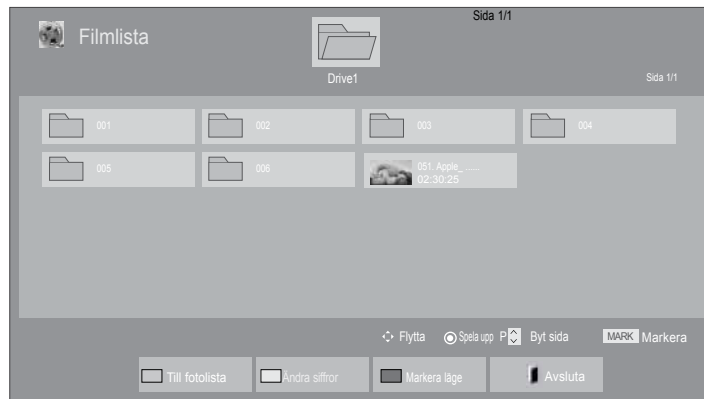 Sida 1/1
Filmlista
Drive1
Sida 1/1
001
002
003
004
005
006
051. Apple_ ......
02:30:25
Flytta
Spela upp
P
Byt sida
MARK
Markera
Till fotolista
Ändra siffror
Markera läge
Avsluta